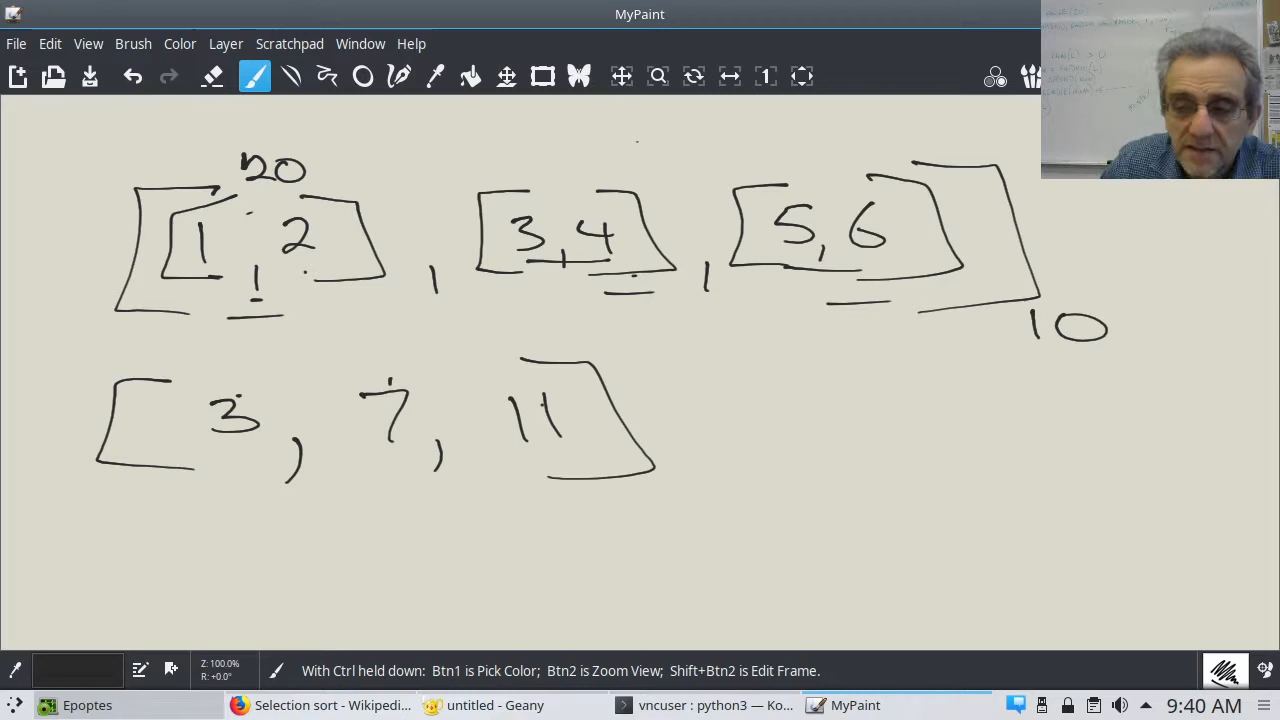 MyPaint
File Edit View Brush Color Layer Scratchpad Window Help
20
[[1, 2], [3,4], [5,6]]
10
[3, 7, 11]
Z: 100.0%
R: +0.0°
With Ctrl held down: Btn1 is Pick Color; Btn2 is Zoom View; Shift+Btn2 is Edit Frame.
Epoptes Selection sort - Wikipedi... untitled - Geany vncuser : python3 — Ko... MyPaint 9:40 AM